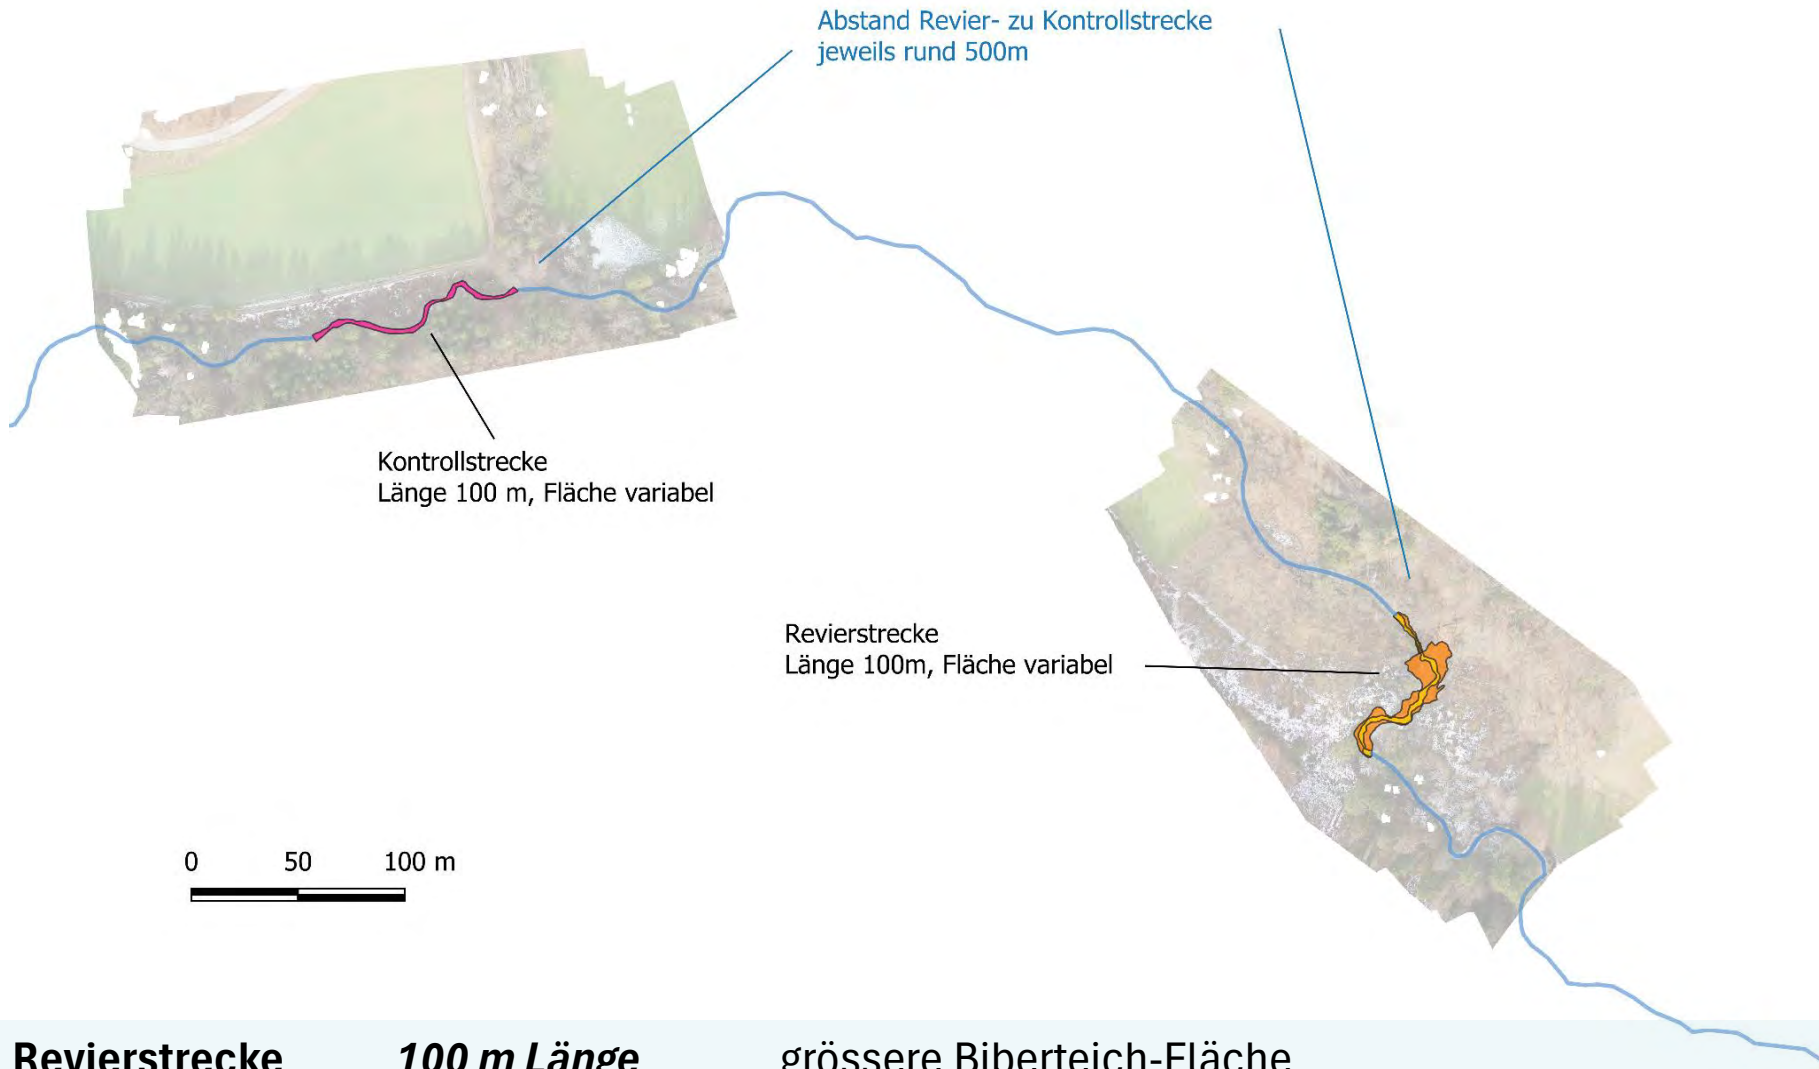 Abstand Revier- zu Kontrollstrecke
jeweils rund 500m
Kontrollstrecke
Länge 100 m, Fläche variabel
Revierstrecke
Länge 100m, Fläche variabel
0 50 100 m
Revierstrecke 100 m Länge grössere Biberteich-Fläche